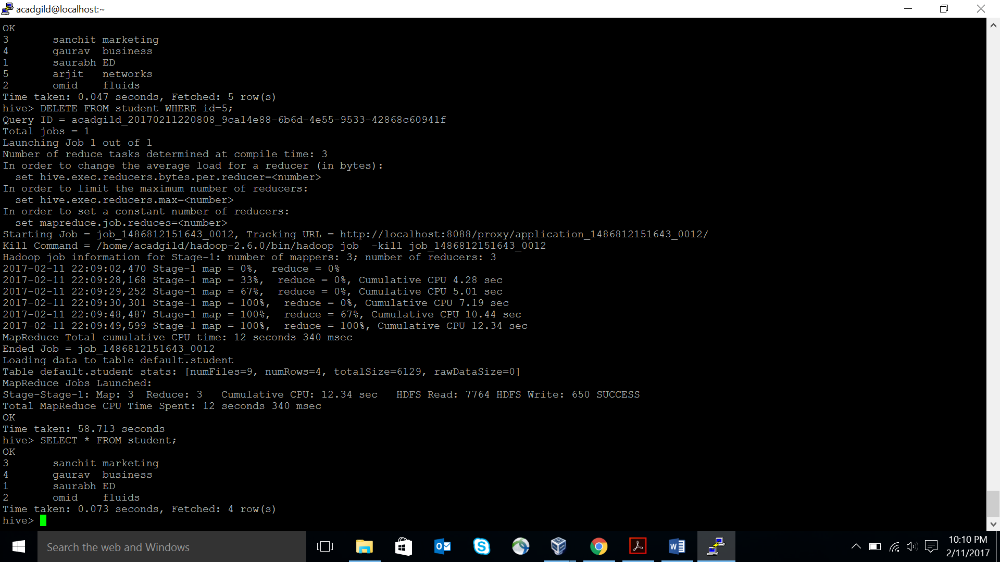 acadgild@localhost:~
OK
3       sanchit marketing
4       gaurav  business
1       saurabh ED
5       arjit   networks
2       omid    fluids
Time taken: 0.047 seconds, Fetched: 5 row(s)
hive> DELETE FROM student WHERE id=5;
Query ID = acadgild_20170211220808_9ca14e88-6b6d-4e55-9533-42868c60941f
Total jobs = 1
Launching Job 1 out of 1
Number of reduce tasks determined at compile time: 3
In order to change the average load for a reducer (in bytes):
  set hive.exec.reducers.bytes.per.reducer=<number>
In order to limit the maximum number of reducers:
  set hive.exec.reducers.max=<number>
In order to set a constant number of reducers:
  set mapreduce.job.reduces=<number>
Starting Job = job_1486812151643_0012, Tracking URL = http://localhost:8088/proxy/application_1486812151643_0012/
Kill Command = /home/acadgild/hadoop-2.6.0/bin/hadoop job  -kill job_1486812151643_0012
Hadoop job information for Stage-1: number of mappers: 3; number of reducers: 3
2017-02-11 22:09:02,470 Stage-1 map = 0%,  reduce = 0%
2017-02-11 22:09:28,168 Stage-1 map = 33%,  reduce = 0%, Cumulative CPU 4.28 sec
2017-02-11 22:09:29,252 Stage-1 map = 67%,  reduce = 0%, Cumulative CPU 5.01 sec
2017-02-11 22:09:30,301 Stage-1 map = 100%,  reduce = 0%, Cumulative CPU 7.19 sec
2017-02-11 22:09:48,487 Stage-1 map = 100%,  reduce = 67%, Cumulative CPU 10.44 sec
2017-02-11 22:09:49,599 Stage-1 map = 100%,  reduce = 100%, Cumulative CPU 12.34 sec
MapReduce Total cumulative CPU time: 12 seconds 340 msec
Ended Job = job_1486812151643_0012
Loading data to table default.student
Table default.student stats: [numFiles=9, numRows=4, totalSize=6129, rawDataSize=0]
MapReduce Jobs Launched:
Stage-Stage-1: Map: 3  Reduce: 3   Cumulative CPU: 12.34 sec   HDFS Read: 7764 HDFS Write: 650 SUCCESS
Total MapReduce CPU Time Spent: 12 seconds 340 msec
OK
Time taken: 58.713 seconds
hive> SELECT * FROM student;
OK
3       sanchit marketing
4       gaurav  business
1       saurabh ED
2       omid    fluids
Time taken: 0.073 seconds, Fetched: 4 row(s)
hive>
Search the web and Windows
10:10 PM
2/11/2017